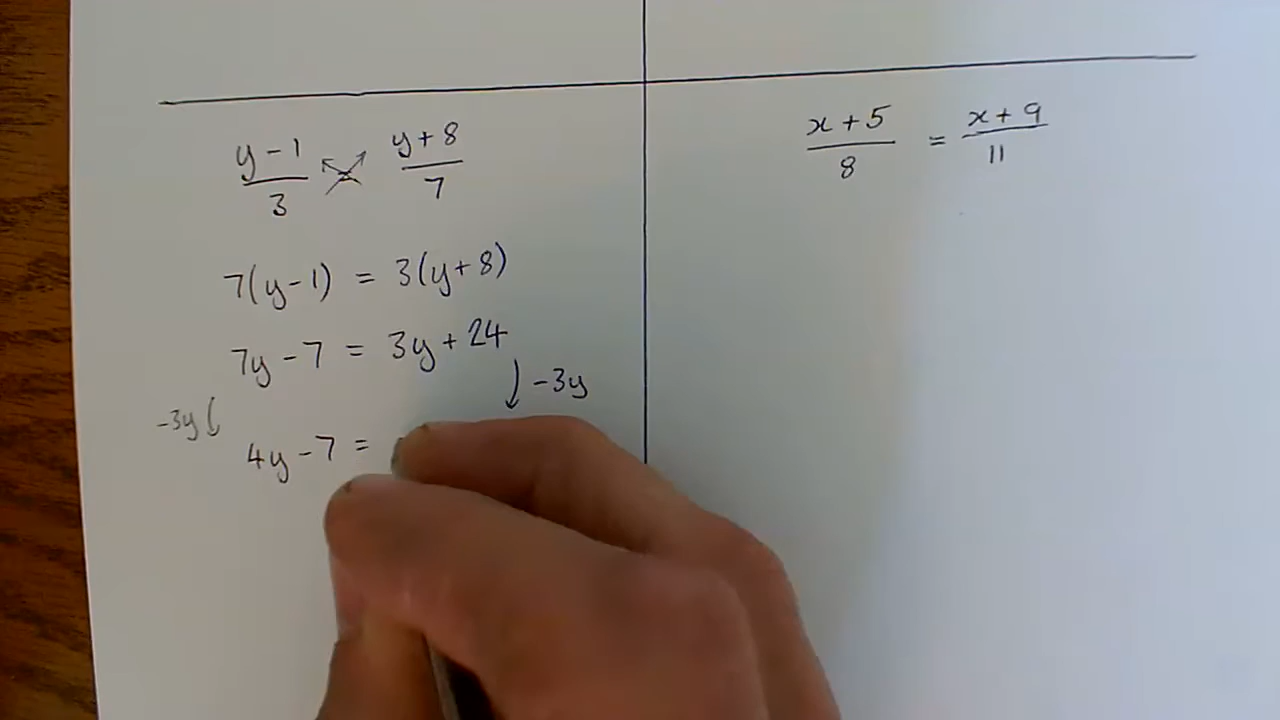 y - 1 / 3 y + 8 / 7
7(y - 1) = 3(y + 8)
7y - 7 = 3y + 24
-3y -3y
4y - 7 =
x + 5 / 8 = x + 9 / 11